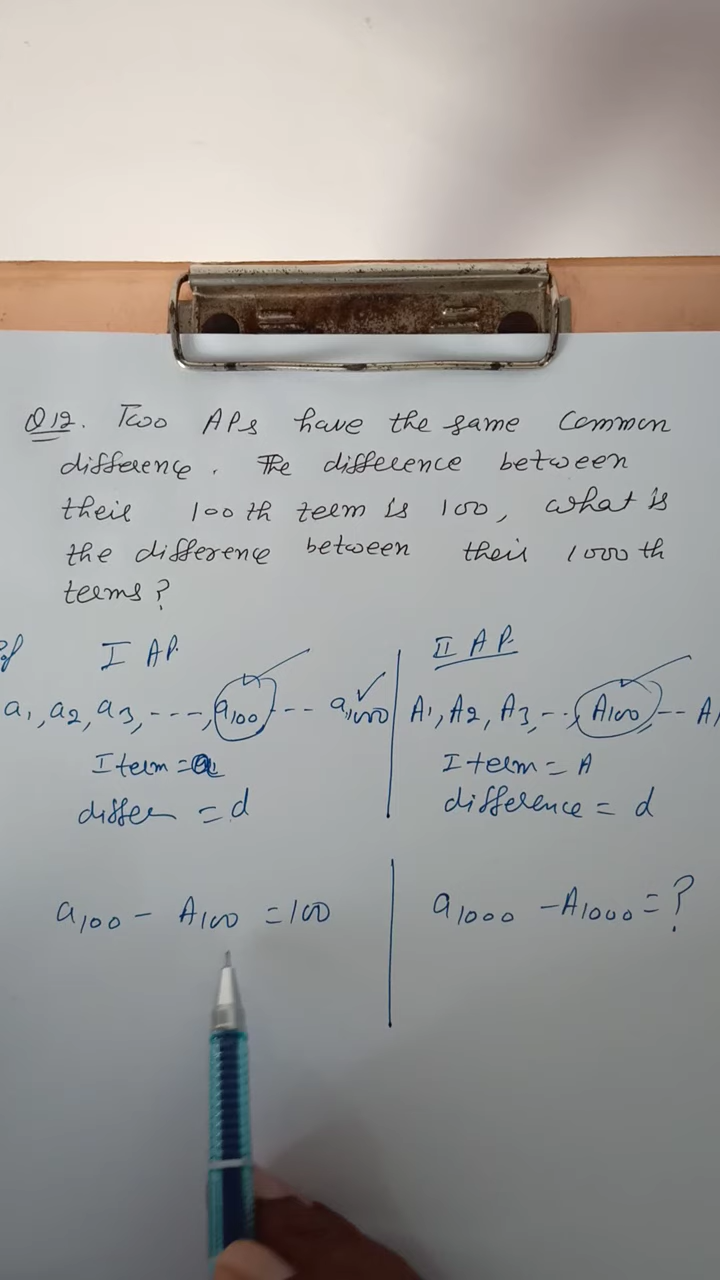 Q12. Two APs have the same common
difference. The difference between
their 100th term is 100, what is
the difference between their 1000th
terms?
I AP.
a1, a2, a3, ---, a100 --- a1000
I term = a
differ = d
II AP.
A1, A2, A3, --, A100, -- A
I term = A
difference = d
a100 - A100 = 100
a1000 - A1000 = ?